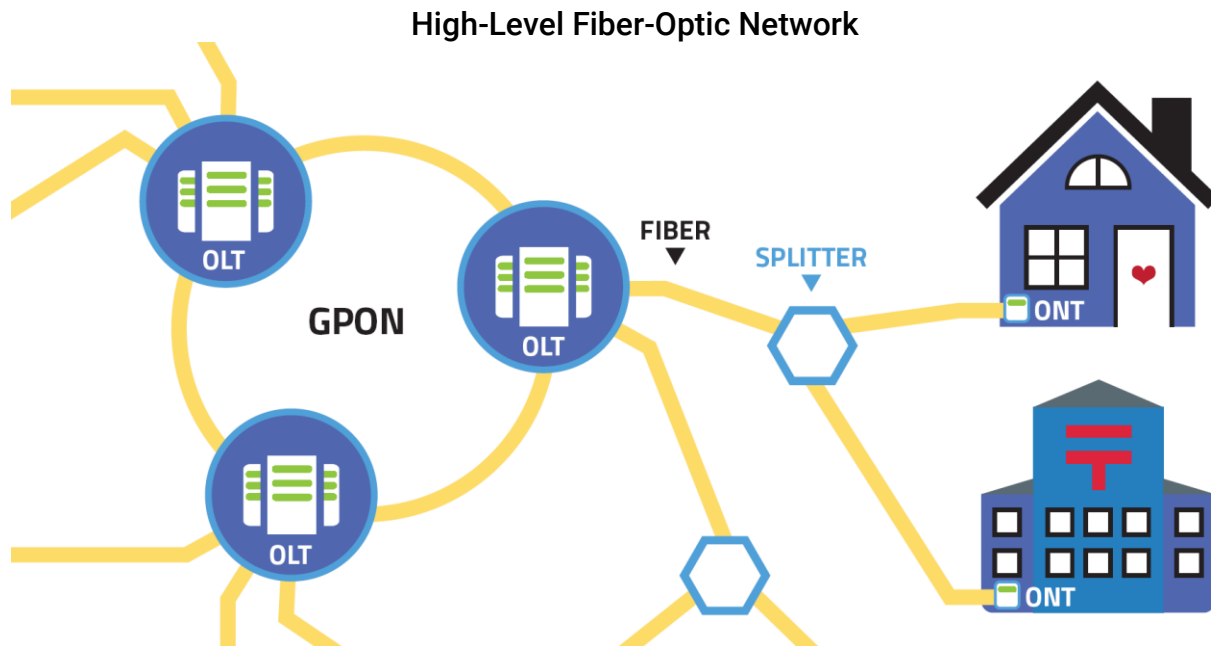 High-Level Fiber-Optic Network
OLT
GPON
OLT
FIBER
SPLITTER
ONT
OLT
ONT